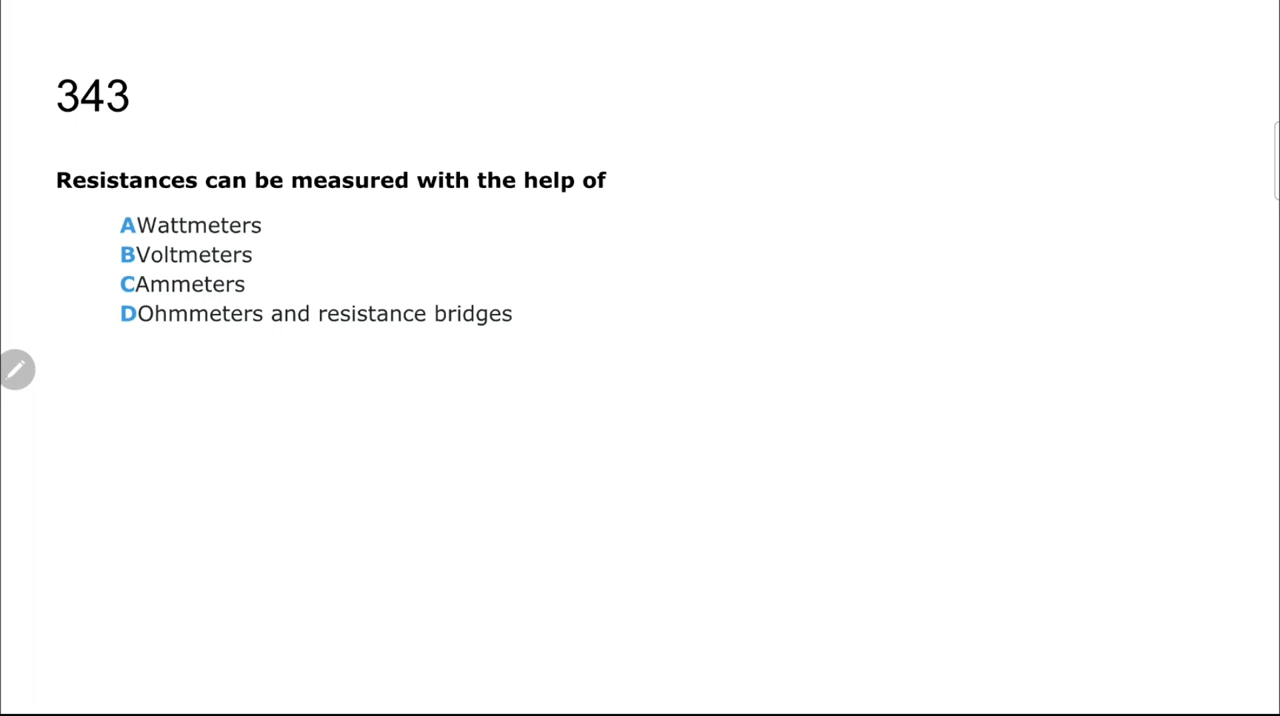 343
Resistances can be measured with the help of
AWattmeters
BVoltmeters
CAmmeters
DOhmmeters and resistance bridges